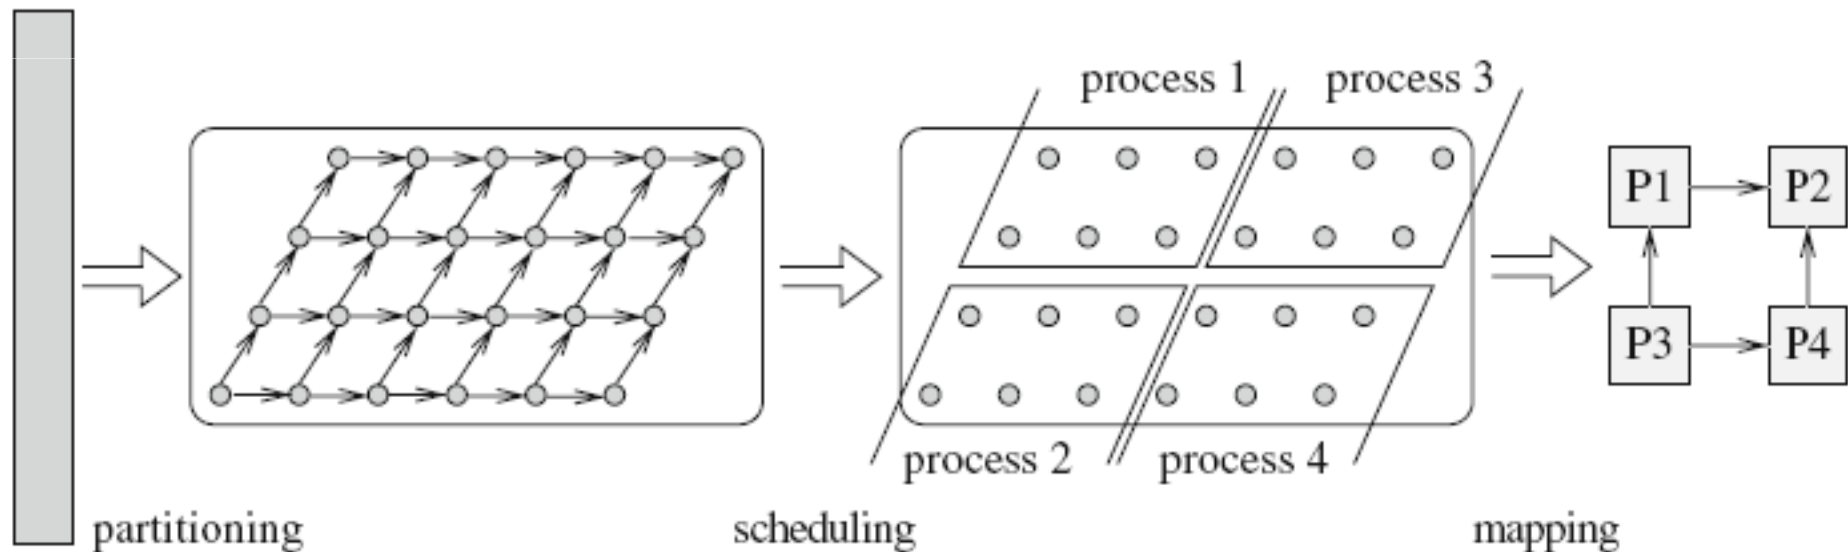 process 1
process 3
P1
P2
P3
P4
process 2
process 4
partitioning
scheduling
mapping